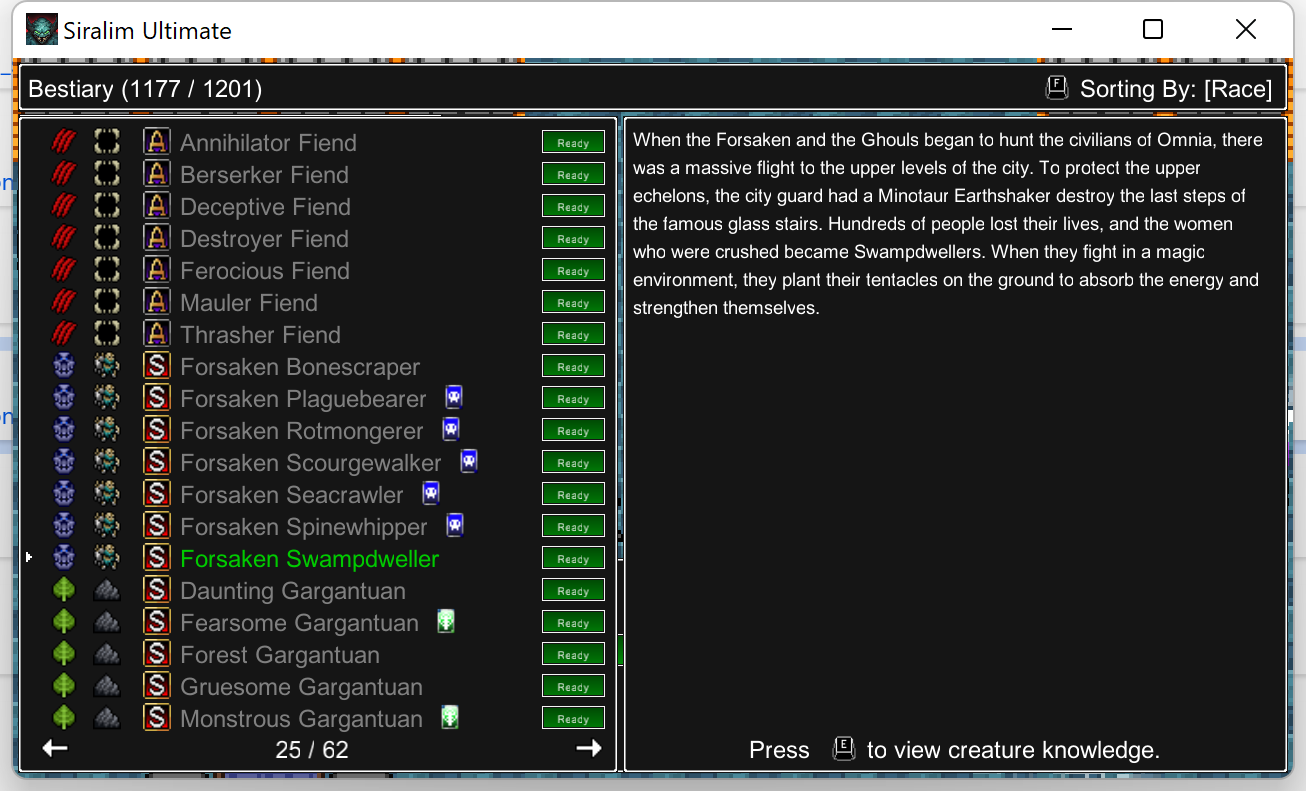 Siralim Ultimate
Bestiary (1177 / 1201)
F Sorting By: [Race]
A Annihilator Fiend Ready
A Berserker Fiend Ready
A Deceptive Fiend Ready
A Destroyer Fiend Ready
A Ferocious Fiend Ready
A Mauler Fiend Ready
A Thrasher Fiend Ready
S Forsaken Bonescraper Ready
S Forsaken Plaguebearer Ready
S Forsaken Rotmongerer Ready
S Forsaken Scourgewalker Ready
S Forsaken Seacrawler Ready
S Forsaken Spinewhipper Ready
S Forsaken Swampdweller Ready
S Daunting Gargantuan Ready
S Fearsome Gargantuan Ready
S Forest Gargantuan Ready
S Gruesome Gargantuan Ready
S Monstrous Gargantuan Ready
25 / 62
When the Forsaken and the Ghouls began to hunt the civilians of Omnia, there
was a massive flight to the upper levels of the city. To protect the upper
echelons, the city guard had a Minotaur Earthshaker destroy the last steps of
the famous glass stairs. Hundreds of people lost their lives, and the women
who were crushed became Swampdwellers. When they fight in a magic
environment, they plant their tentacles on the ground to absorb the energy and
strengthen themselves.
Press E to view creature knowledge.